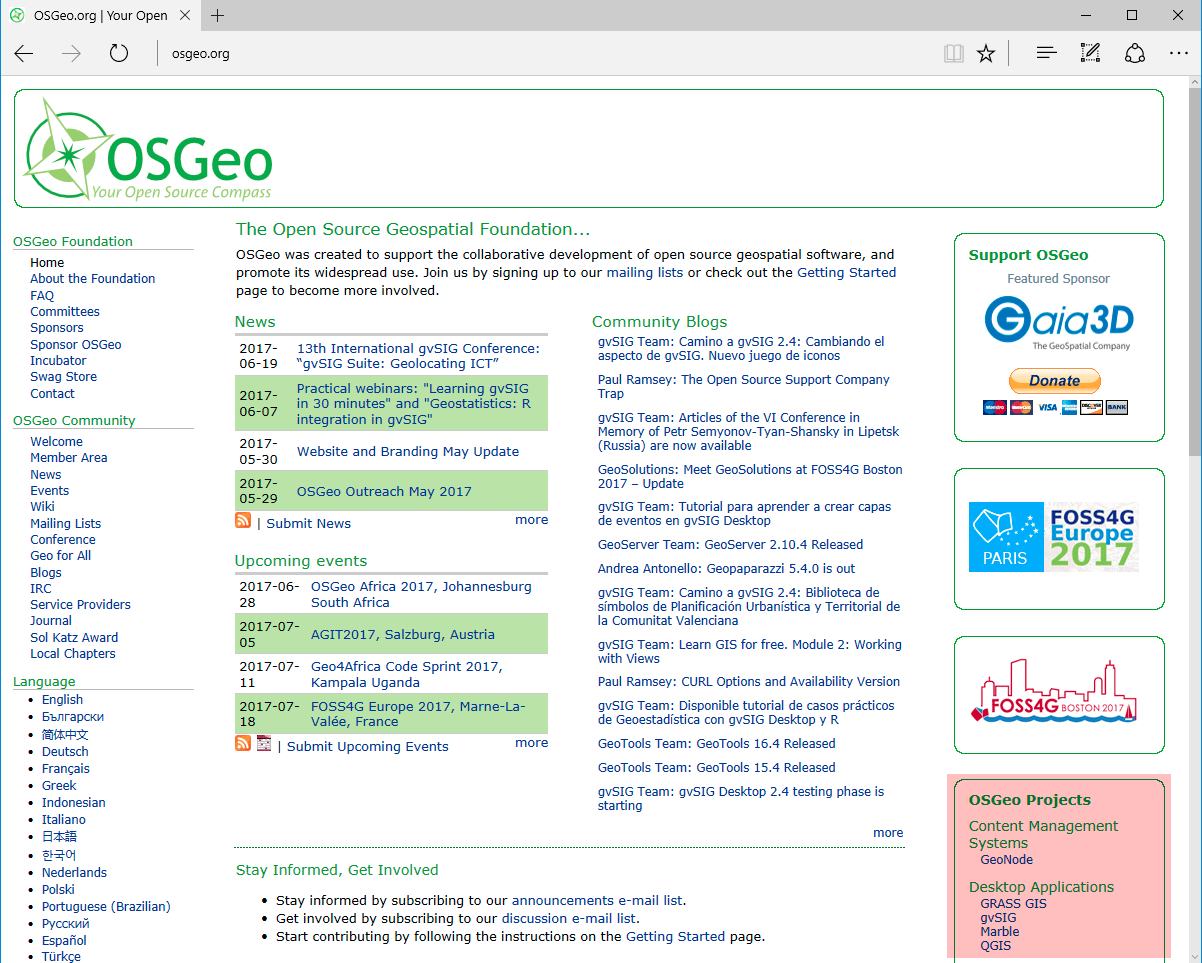 OSGeo.org | Your Open
osgeo.org
OSGeo
Your Open Source Compass
OSGeo Foundation
Home
About the Foundation
FAQ
Committees
Sponsors
Sponsor OSGeo
Incubator
Swag Store
Contact
OSGeo Community
Welcome
Member Area
News
Events
Wiki
Mailing Lists
Conference
Geo for All
Blogs
IRC
Service Providers
Journal
Sol Katz Award
Local Chapters
Language
English
Български
简体中文
Deutsch
Français
Greek
Indonesian
Italiano
日本語
한국어
Nederlands
Polski
Portuguese (Brazilian)
Русский
Español
Türkçe
The Open Source Geospatial Foundation...
OSGeo was created to support the collaborative development of open source geospatial software, and
promote its widespread use. Join us by signing up to our mailing lists or check out the Getting Started
page to become more involved.
News
2017-
06-19
13th International gvSIG Conference:
“gvSIG Suite: Geolocating ICT”
2017-
06-07
Practical webinars: "Learning gvSIG
in 30 minutes" and "Geostatistics: R
integration in gvSIG"
2017-
05-30
Website and Branding May Update
2017-
05-29
OSGeo Outreach May 2017
| Submit News
more
Upcoming events
2017-06-
28
OSGeo Africa 2017, Johannesburg
South Africa
2017-07-
05
AGIT2017, Salzburg, Austria
2017-07-
11
Geo4Africa Code Sprint 2017,
Kampala Uganda
2017-07-
18
FOSS4G Europe 2017, Marne-La-
Valée, France
| Submit Upcoming Events
more
Community Blogs
gvSIG Team: Camino a gvSIG 2.4: Cambiando el
aspecto de gvSIG. Nuevo juego de iconos
Paul Ramsey: The Open Source Support Company
Trap
gvSIG Team: Articles of the VI Conference in
Memory of Petr Semyonov-Tyan-Shansky in Lipetsk
(Russia) are now available
GeoSolutions: Meet GeoSolutions at FOSS4G Boston
2017 – Update
gvSIG Team: Tutorial para aprender a crear capas
de eventos en gvSIG Desktop
GeoServer Team: GeoServer 2.10.4 Released
Andrea Antonello: Geopaparazzi 5.4.0 is out
gvSIG Team: Camino a gvSIG 2.4: Biblioteca de
símbolos de Planificación Urbanística y Territorial de
la Comunitat Valenciana
gvSIG Team: Learn GIS for free. Module 2: Working
with Views
Paul Ramsey: CURL Options and Availability Version
gvSIG Team: Disponible tutorial de casos prácticos
de Geoestadística con gvSIG Desktop y R
GeoTools Team: GeoTools 16.4 Released
GeoTools Team: GeoTools 15.4 Released
gvSIG Team: gvSIG Desktop 2.4 testing phase is
starting
more
Stay Informed, Get Involved
Stay informed by subscribing to our announcements e-mail list.
Get involved by subscribing to our discussion e-mail list.
Start contributing by following the instructions on the Getting Started page.
Support OSGeo
Featured Sponsor
Gaia3D
The GeoSpatial Company
Donate
VISA
BANK
PARIS
FOSS4G
Europe
2017
FOSS4G BOSTON 2017
OSGeo Projects
Content Management
Systems
GeoNode
Desktop Applications
GRASS GIS
gvSIG
Marble
QGIS